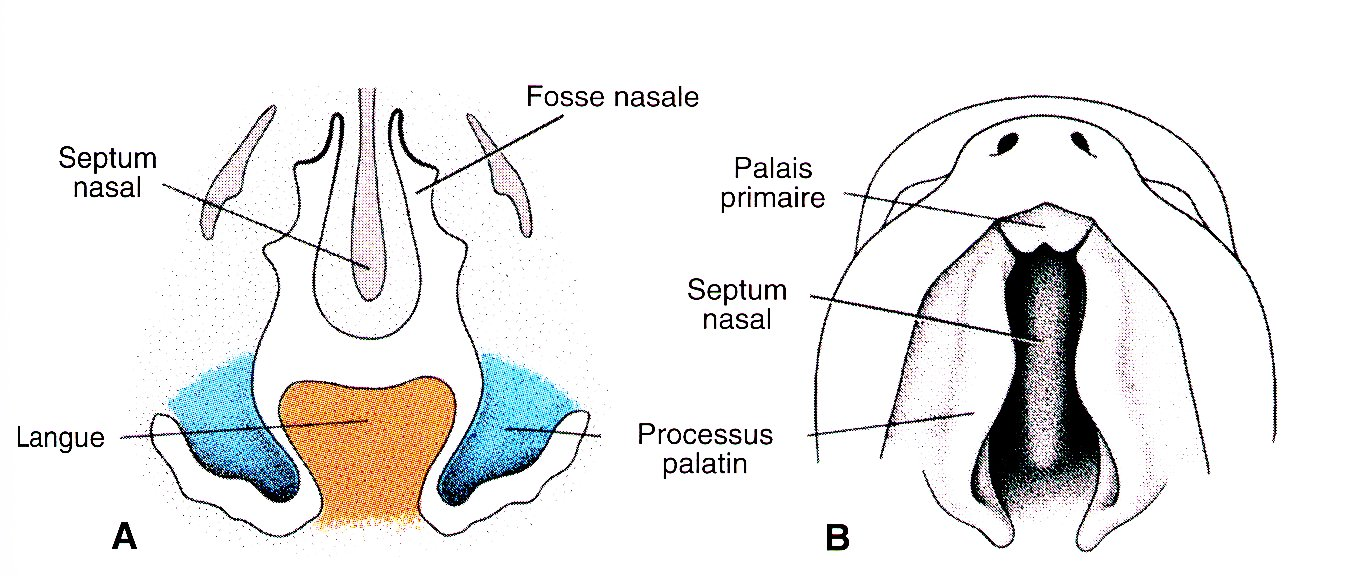 Fosse nasale
Septum
nasal
Langue
A
Palais
primaire
Septum
nasal
Processus
palatin
B